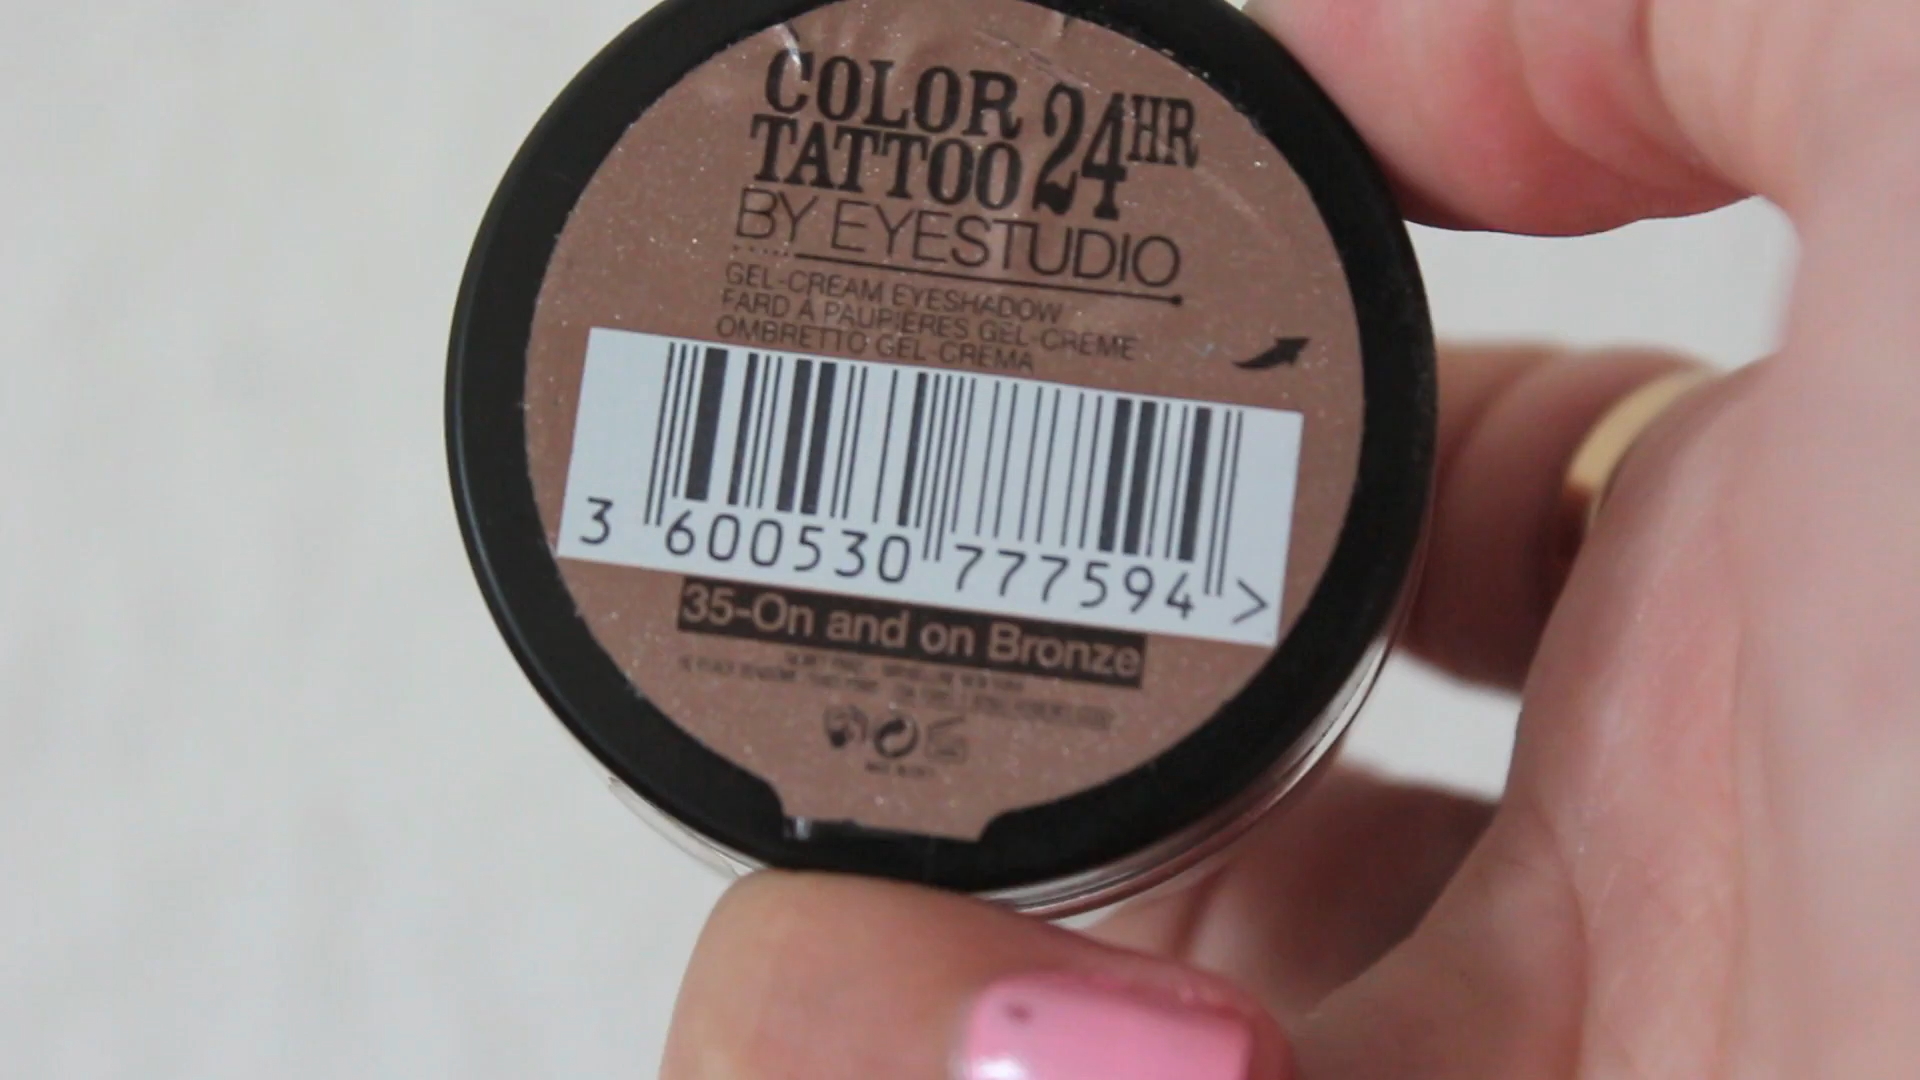 COLOR
TATTOO 24HR
BY EYESTUDIO
GEL-CREAM EYESHADOW
FARD À PAUPIÈRES GEL-CRÈME
OMBRETTO GEL-CREMA
3 600530 777594 >
35-On and on Bronze